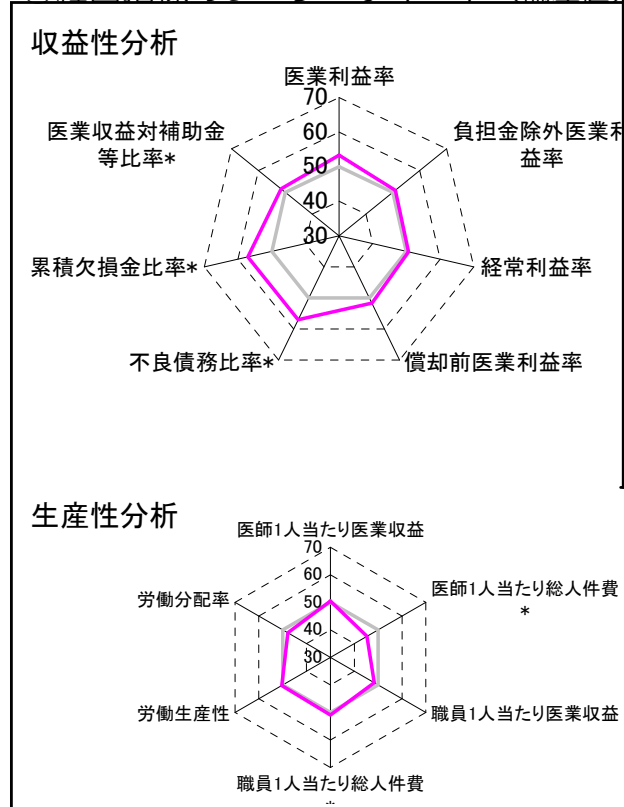 収益性分析
医業利益率
70
60
50
40
30
負担金除外医業利
益率
経常利益率
償却前医業利益率
不良債務比率*
累積欠損金比率*
医業収益対補助金
等比率*
生産性分析
医師1人当たり医業収益
70
60
50
40
30
医師1人当たり総人件費
*
職員1人当たり医業収益
職員1人当たり総人件費
*
労働生産性
労働分配率